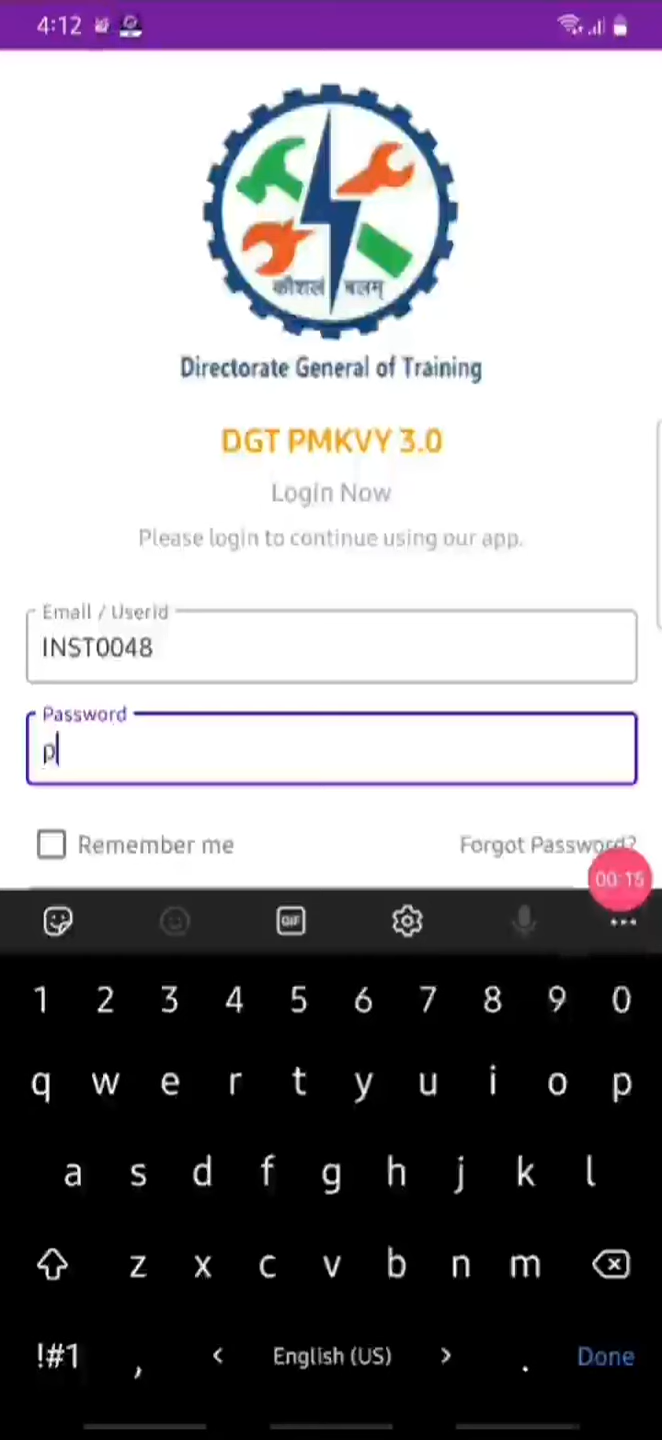 4:12
कौशलं बलम्
Directorate General of Training
DGT PMKVY 3.0
Login Now
Please login to continue using our app.
Email / Userid
INST0048
Password
p
Remember me
Forgot Password?
00:15
GIF
1 2 3 4 5 6 7 8 9 0
q w e r t y u i o p
a s d f g h j k l
z x c v b n m
!#1 , < English (US) > . Done